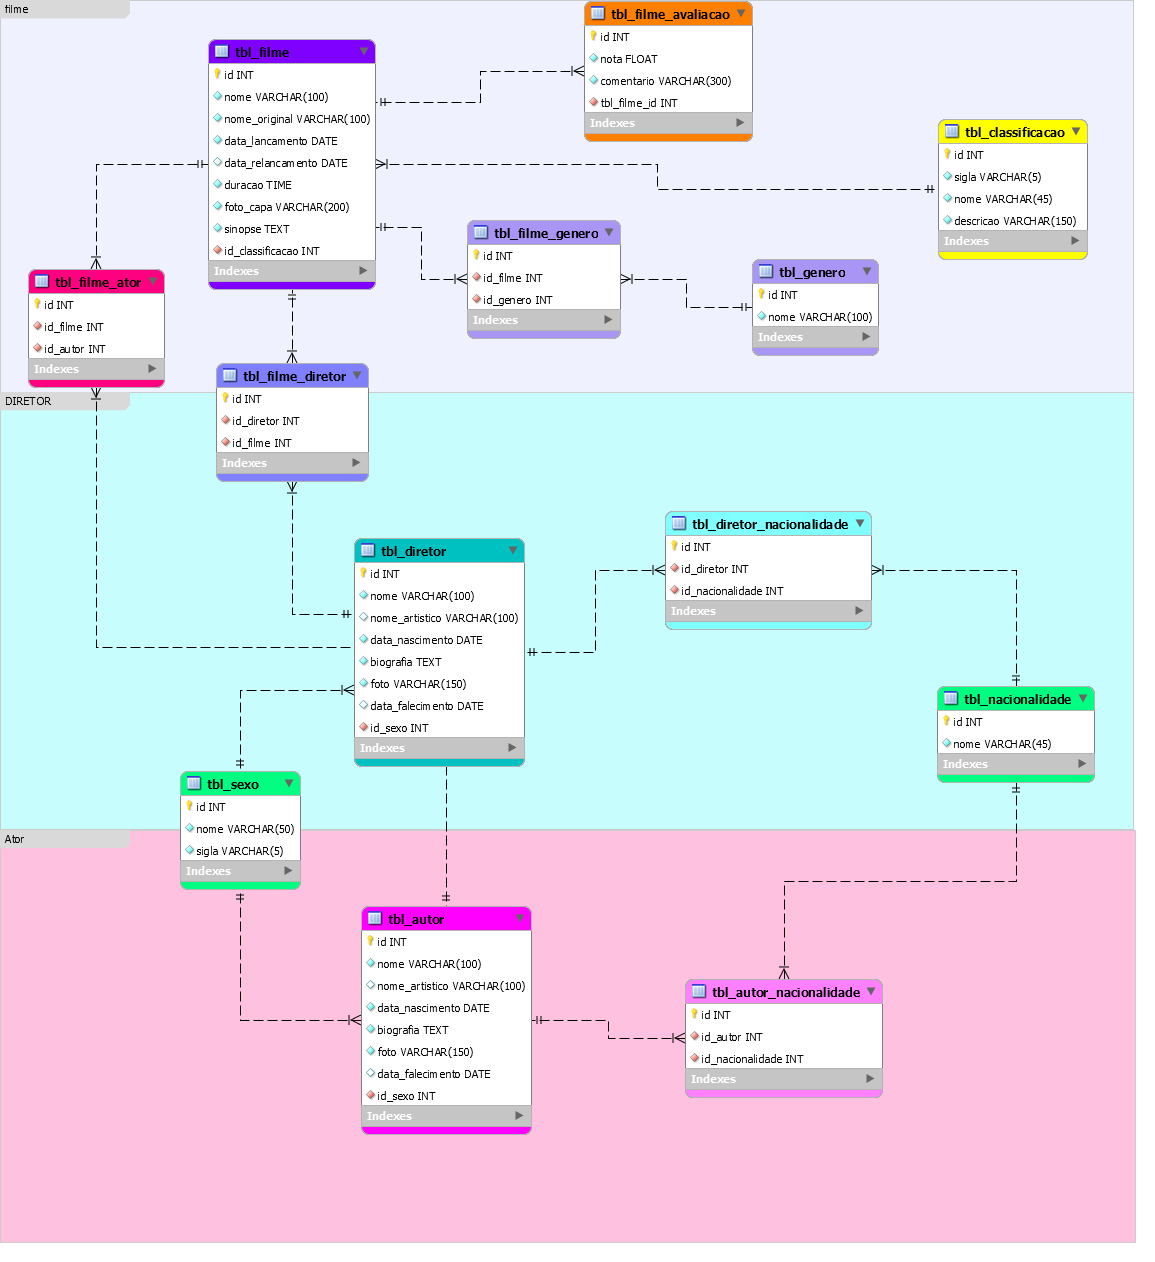 filme
tbl_filme_avaliacao
id INT
nota FLOAT
comentario VARCHAR(300)
tbl_filme_id INT
Indexes
tbl_filme
id INT
nome VARCHAR(100)
nome_original VARCHAR(100)
data_lancamento DATE
data_relancamento DATE
duracao TIME
foto_capa VARCHAR(200)
sinopse TEXT
id_classificacao INT
Indexes
tbl_classificacao
id INT
sigla VARCHAR(5)
nome VARCHAR(45)
descricao VARCHAR(150)
Indexes
tbl_filme_genero
id INT
id_filme INT
id_genero INT
Indexes
tbl_genero
id INT
nome VARCHAR(100)
Indexes
tbl_filme_ator
id INT
id_filme INT
id_autor INT
Indexes
tbl_filme_diretor
id INT
id_diretor INT
id_filme INT
Indexes
DIRETOR
tbl_diretor_nacionalidade
id INT
id_diretor INT
id_nacionalidade INT
Indexes
tbl_diretor
id INT
nome VARCHAR(100)
nome_artistico VARCHAR(100)
data_nascimento DATE
biografia TEXT
foto VARCHAR(150)
data_falecimento DATE
id_sexo INT
Indexes
tbl_nacionalidade
id INT
nome VARCHAR(45)
Indexes
tbl_sexo
id INT
nome VARCHAR(50)
sigla VARCHAR(5)
Indexes
Ator
tbl_autor
id INT
nome VARCHAR(100)
nome_artistico VARCHAR(100)
data_nascimento DATE
biografia TEXT
foto VARCHAR(150)
data_falecimento DATE
id_sexo INT
Indexes
tbl_autor_nacionalidade
id INT
id_autor INT
id_nacionalidade INT
Indexes